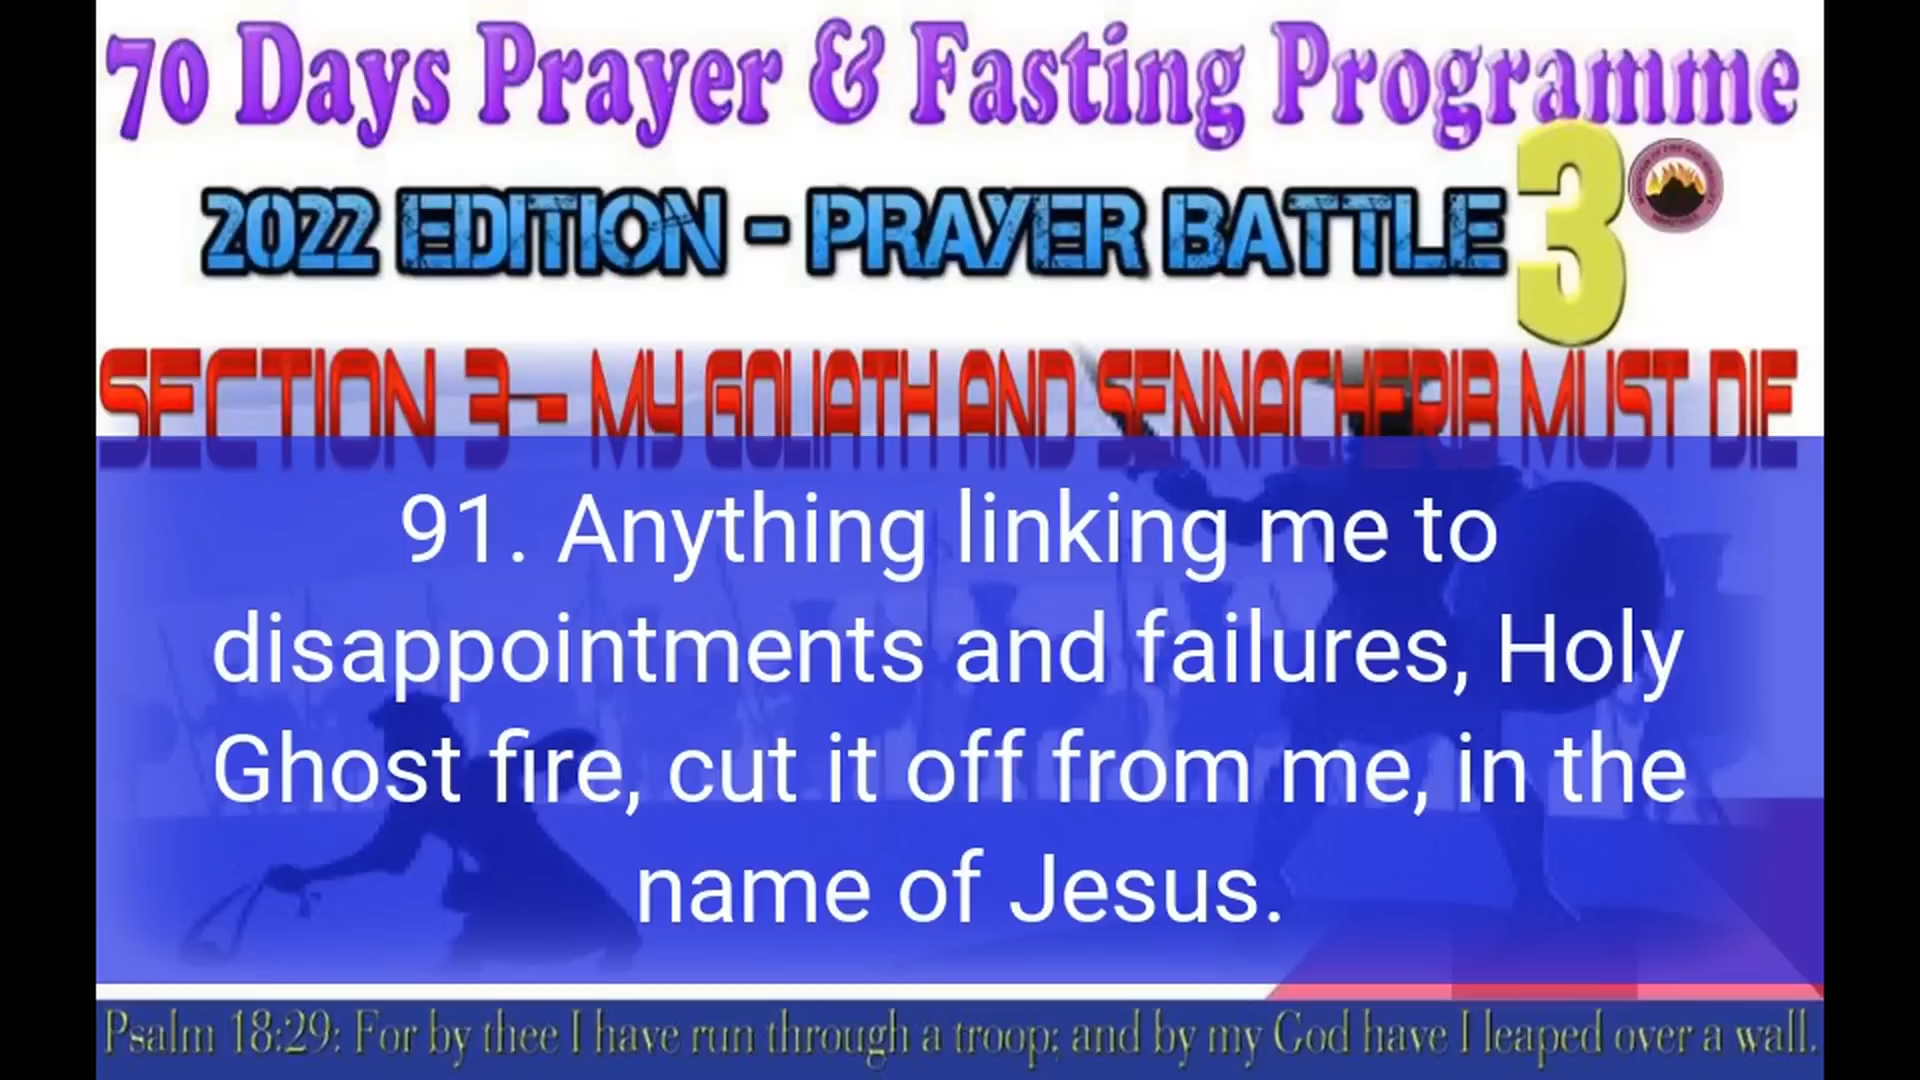 70 Days Prayer & Fasting Programme
2022 EDITION - PRAYER BATTLE 3
SECTION 3 - MY GOLIATH AND SENNACHERIB MUST DIE
91. Anything linking me to
disappointments and failures, Holy
Ghost fire, cut it off from me, in the
name of Jesus.
Psalm 18:29: For by thee I have run through a troop; and by my God have I leaped over a wall.